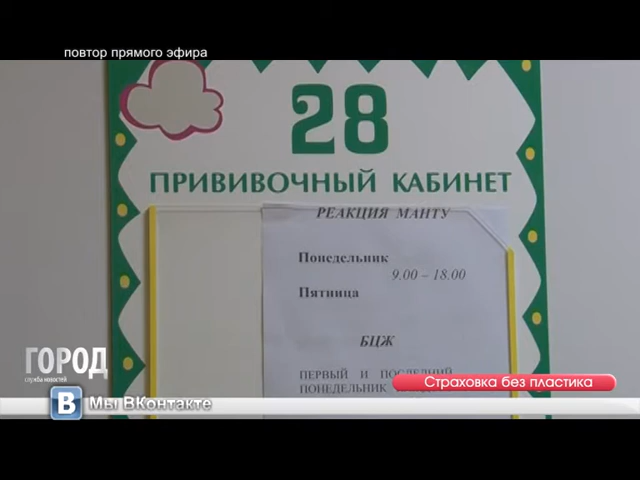 повтор прямого эфира
28
ПРИВИВОЧНЫЙ КАБИНЕТ
РЕАКЦИЯ МАНТУ
Понедельник
9.00 – 18.00
Пятница
БЦЖ
ПЕРВЫЙ И ПОСЛЕДНИЙ
ПОНЕДЕЛЬНИК
ГОРОД
служба новостей
Страховка без пластика
В Мы ВКонтакте